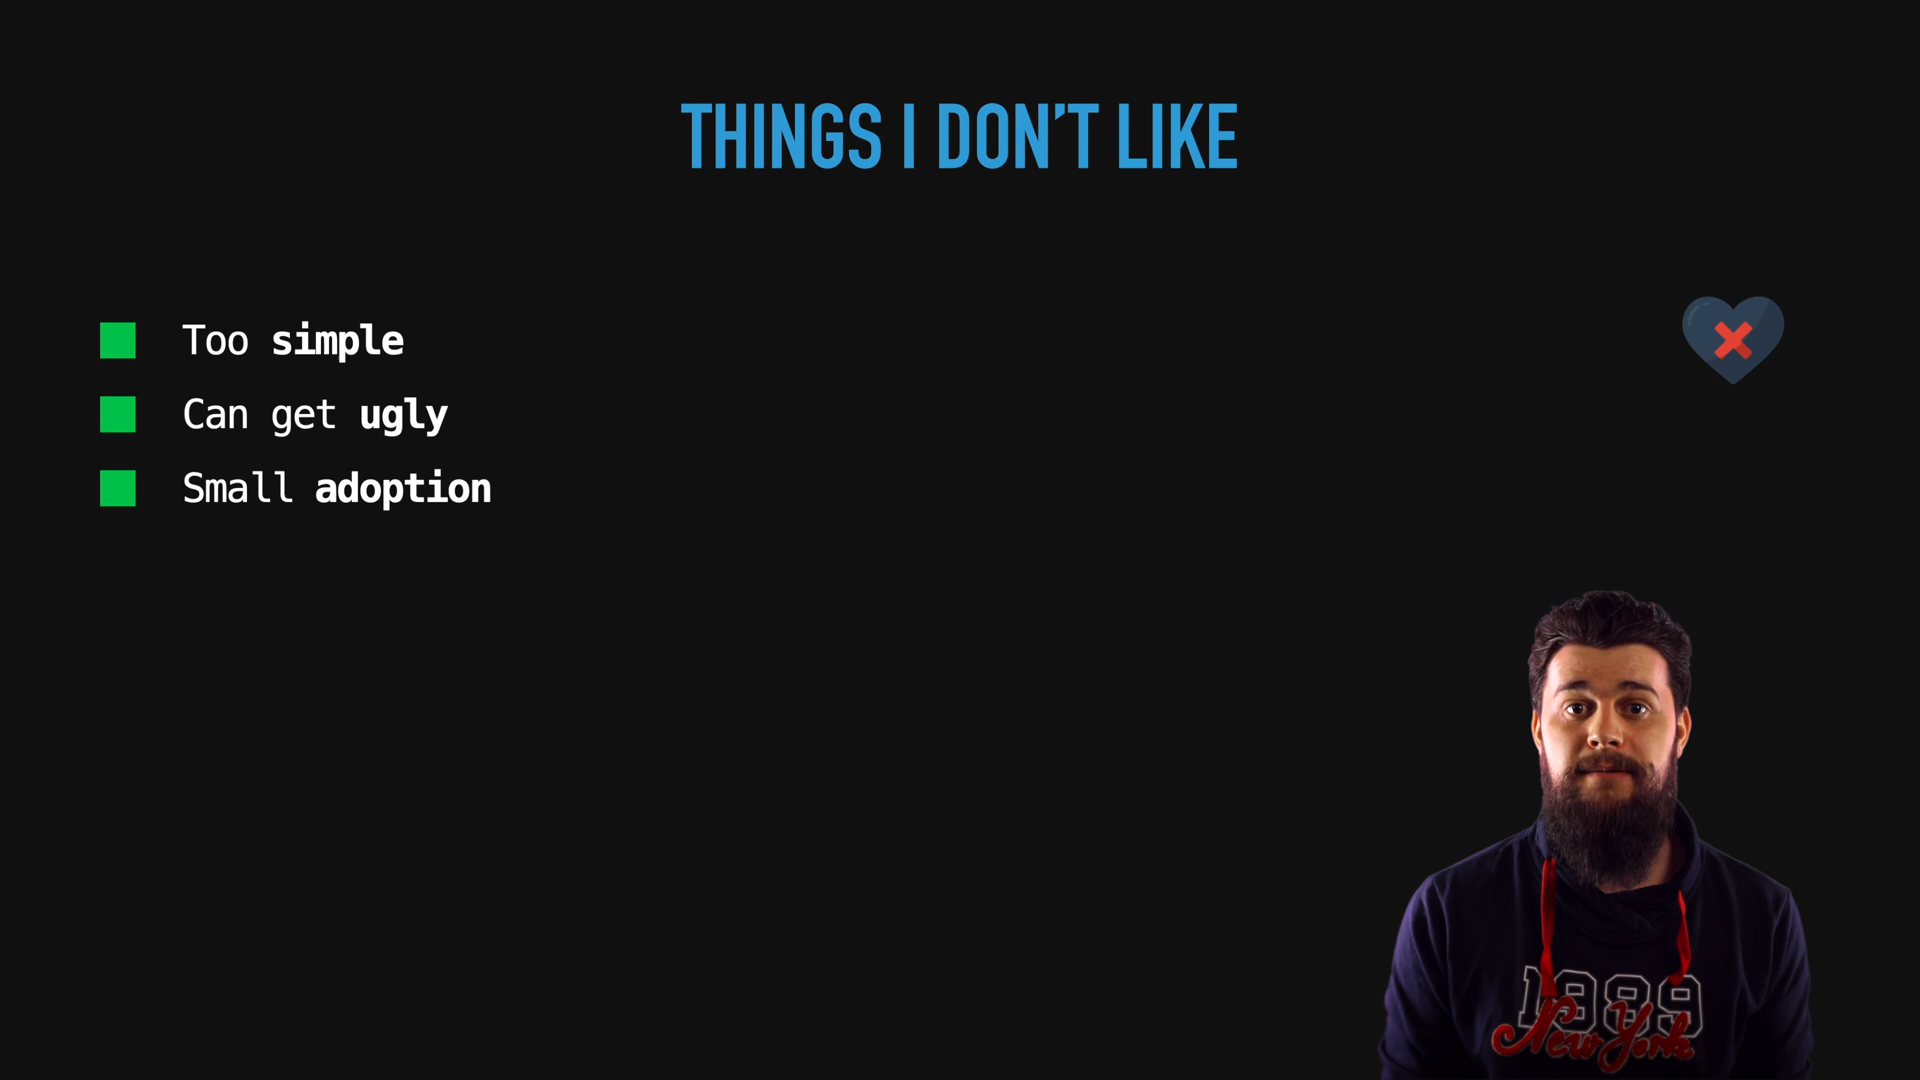 THINGS I DON’T LIKE
Too simple
Can get ugly
Small adoption
1989
New York